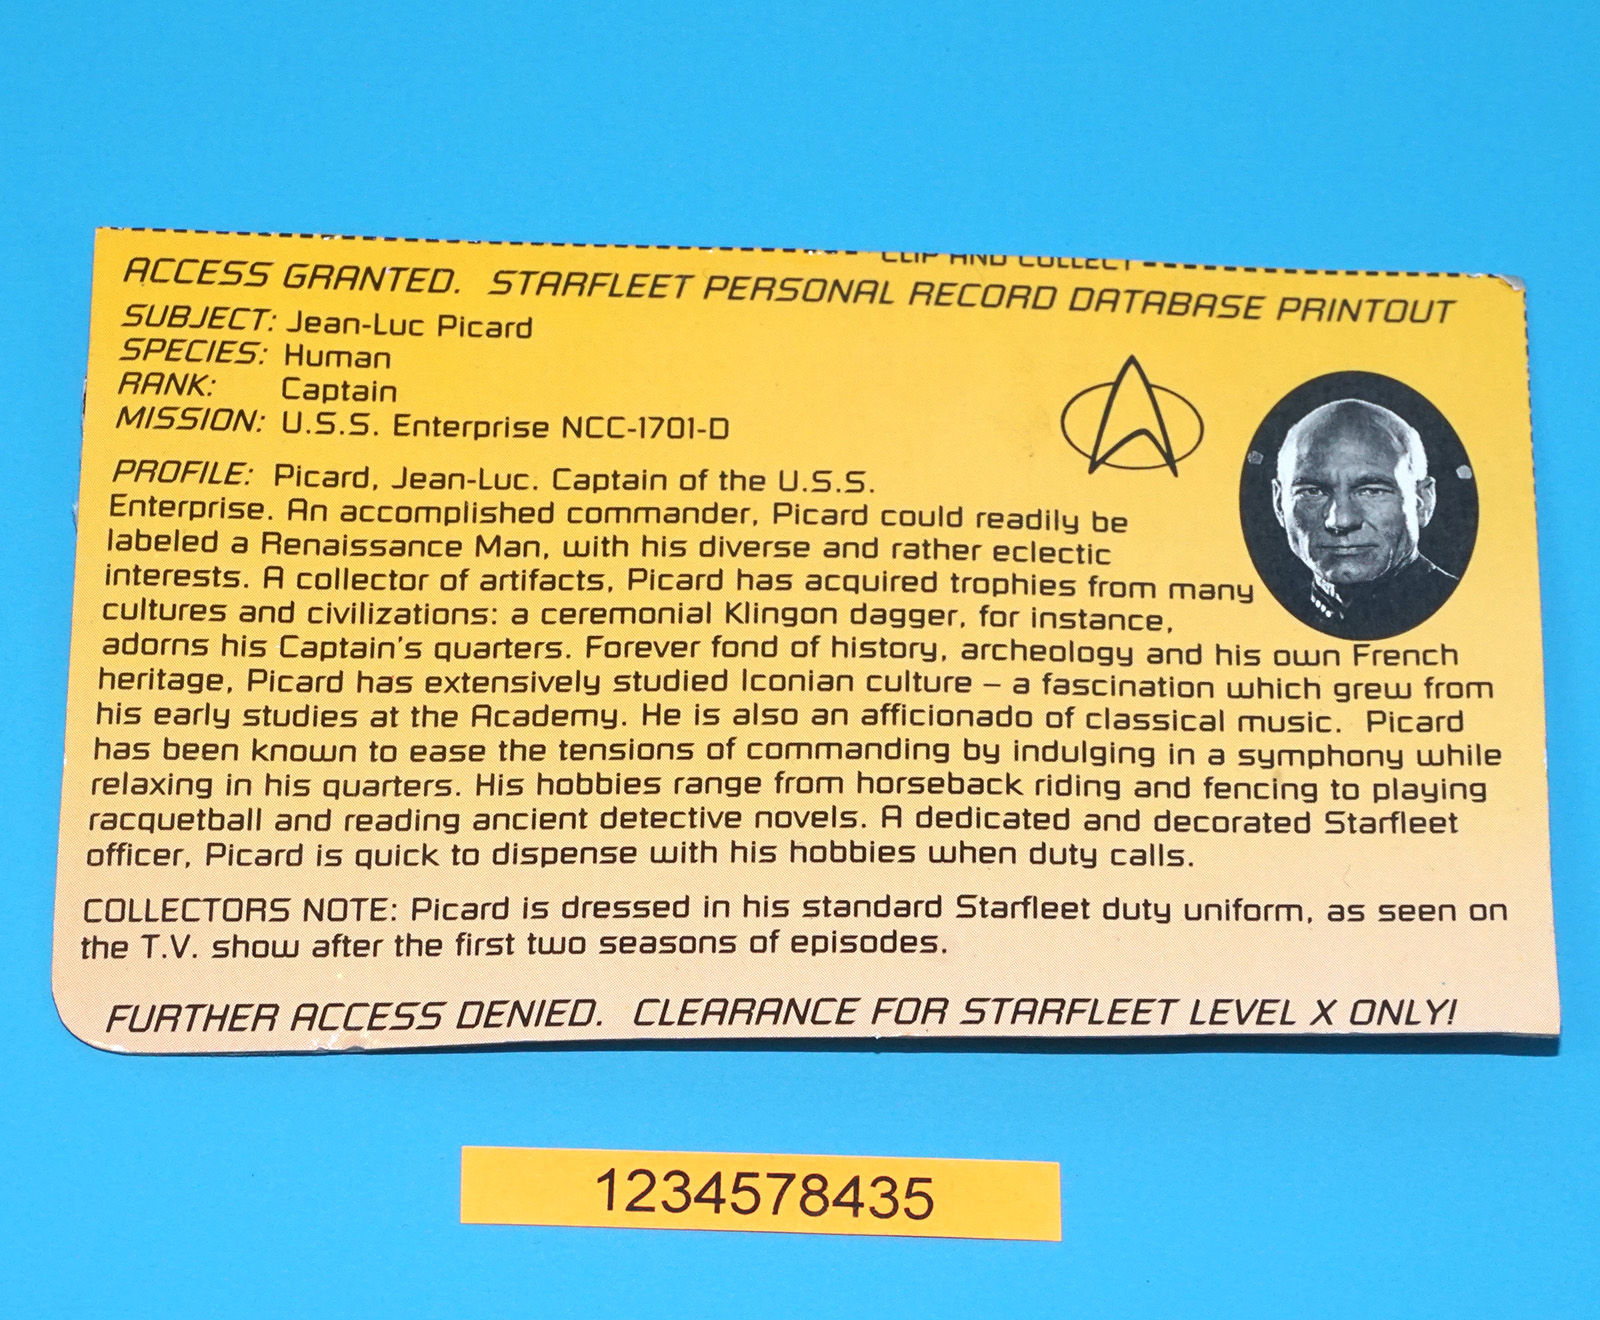 CLIP AND COLLECT
ACCESS GRANTED. STARFLEET PERSONAL RECORD DATABASE PRINTOUT
SUBJECT: Jean-Luc Picard
SPECIES: Human
RANK: Captain
MISSION: U.S.S. Enterprise NCC-1701-D
PROFILE: Picard, Jean-Luc. Captain of the U.S.S.
Enterprise. An accomplished commander, Picard could readily be
labeled a Renaissance Man, with his diverse and rather eclectic
interests. A collector of artifacts, Picard has acquired trophies from many
cultures and civilizations: a ceremonial Klingon dagger, for instance,
adorns his Captain's quarters. Forever fond of history, archeology and his own French
heritage, Picard has extensively studied Iconian culture – a fascination which grew from
his early studies at the Academy. He is also an afficionado of classical music. Picard
has been known to ease the tensions of commanding by indulging in a symphony while
relaxing in his quarters. His hobbies range from horseback riding and fencing to playing
racquetball and reading ancient detective novels. A dedicated and decorated Starfleet
officer, Picard is quick to dispense with his hobbies when duty calls.
COLLECTORS NOTE: Picard is dressed in his standard Starfleet duty uniform, as seen on
the T.V. show after the first two seasons of episodes.
FURTHER ACCESS DENIED. CLEARANCE FOR STARFLEET LEVEL X ONLY!
1234578435